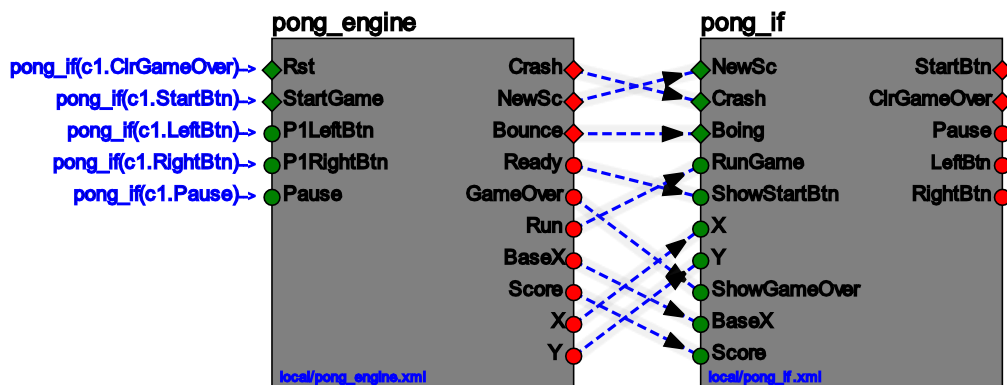 pong_engine
pong_if
pong_if(c1.ClrGameOver)
Rst
Crash
NewSc
StartBtn
pong_if(c1.StartBtn)
StartGame
NewSc
Crash
ClrGameOver
pong_if(c1.LeftBtn)
P1LeftBtn
Bounce
Boing
Pause
pong_if(c1.RightBtn)
P1RightBtn
Ready
RunGame
LeftBtn
pong_if(c1.Pause)
Pause
GameOver
ShowStartBtn
RightBtn
Run
X
BaseX
Y
Score
ShowGameOver
X
BaseX
Y
Score
local/pong_engine.xml
local/pong_if.xml